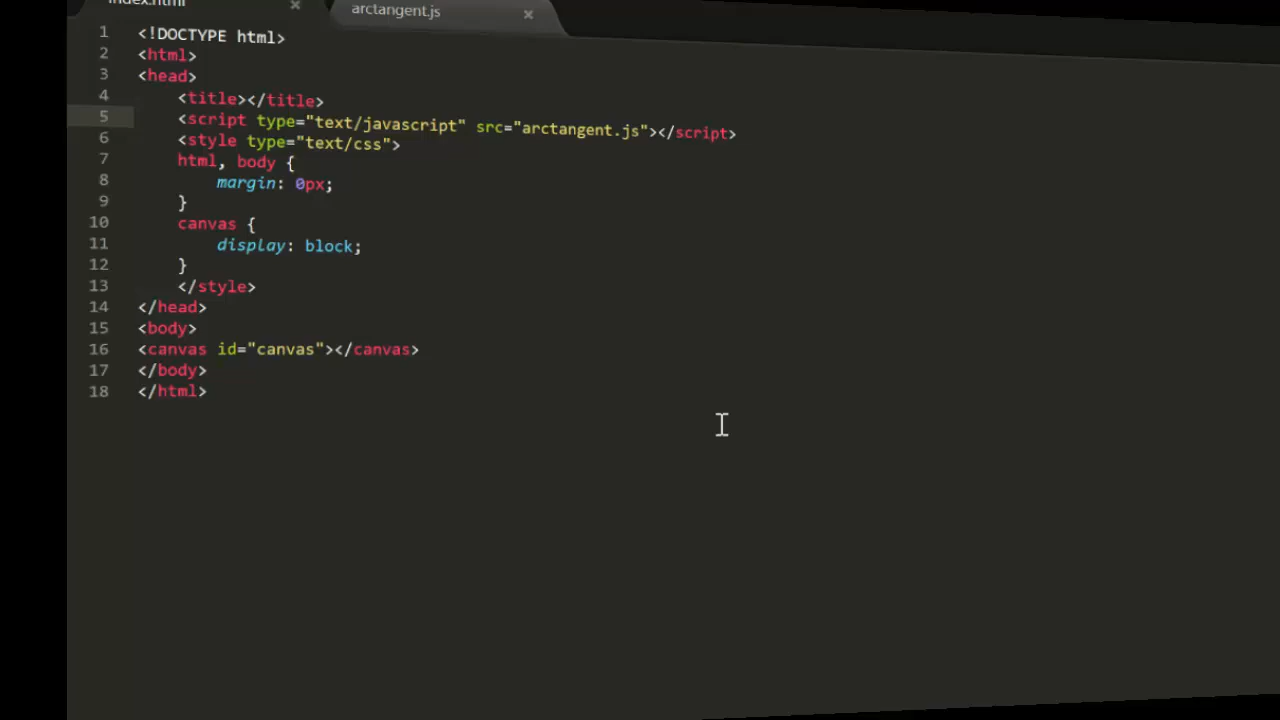 index.html × arctangent.js ×
1 <!DOCTYPE html>
2 <html>
3 <head>
4 <title></title>
5 <script type="text/javascript" src="arctangent.js"></script>
6 <style type="text/css">
7 html, body {
8 margin: 0px;
9 }
10 canvas {
11 display: block;
12 }
13 </style>
14 </head>
15 <body>
16 <canvas id="canvas"></canvas>
17 </body>
18 </html>